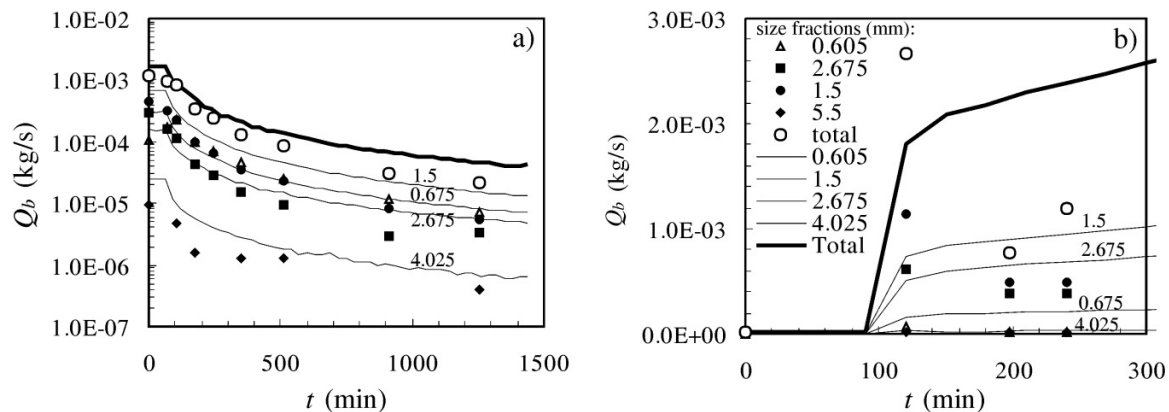 1.0E-02
1.0E-03
1.0E-04
1.0E-05
1.0E-06
1.0E-07
Q_b (kg/s)
a)
1.5
0.675
2.675
4.025
0
500
1000
1500
t (min)
3.0E-03
2.0E-03
1.0E-03
0.0E+00
Q_b (kg/s)
b)
size fractions (mm):
0.605
2.675
1.5
5.5
total
0.605
1.5
2.675
4.025
Total
1.5
2.675
0.675
4.025
0
100
200
300
t (min)